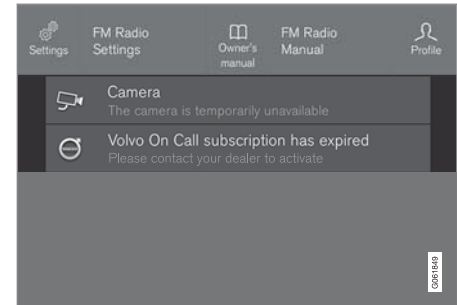 Settings
FM Radio
Settings
Owner's
manual
FM Radio
Manual
Profile
Camera
The camera is temporarily unavailable
Volvo On Call subscription has expired
Please contact your dealer to activate
G061849